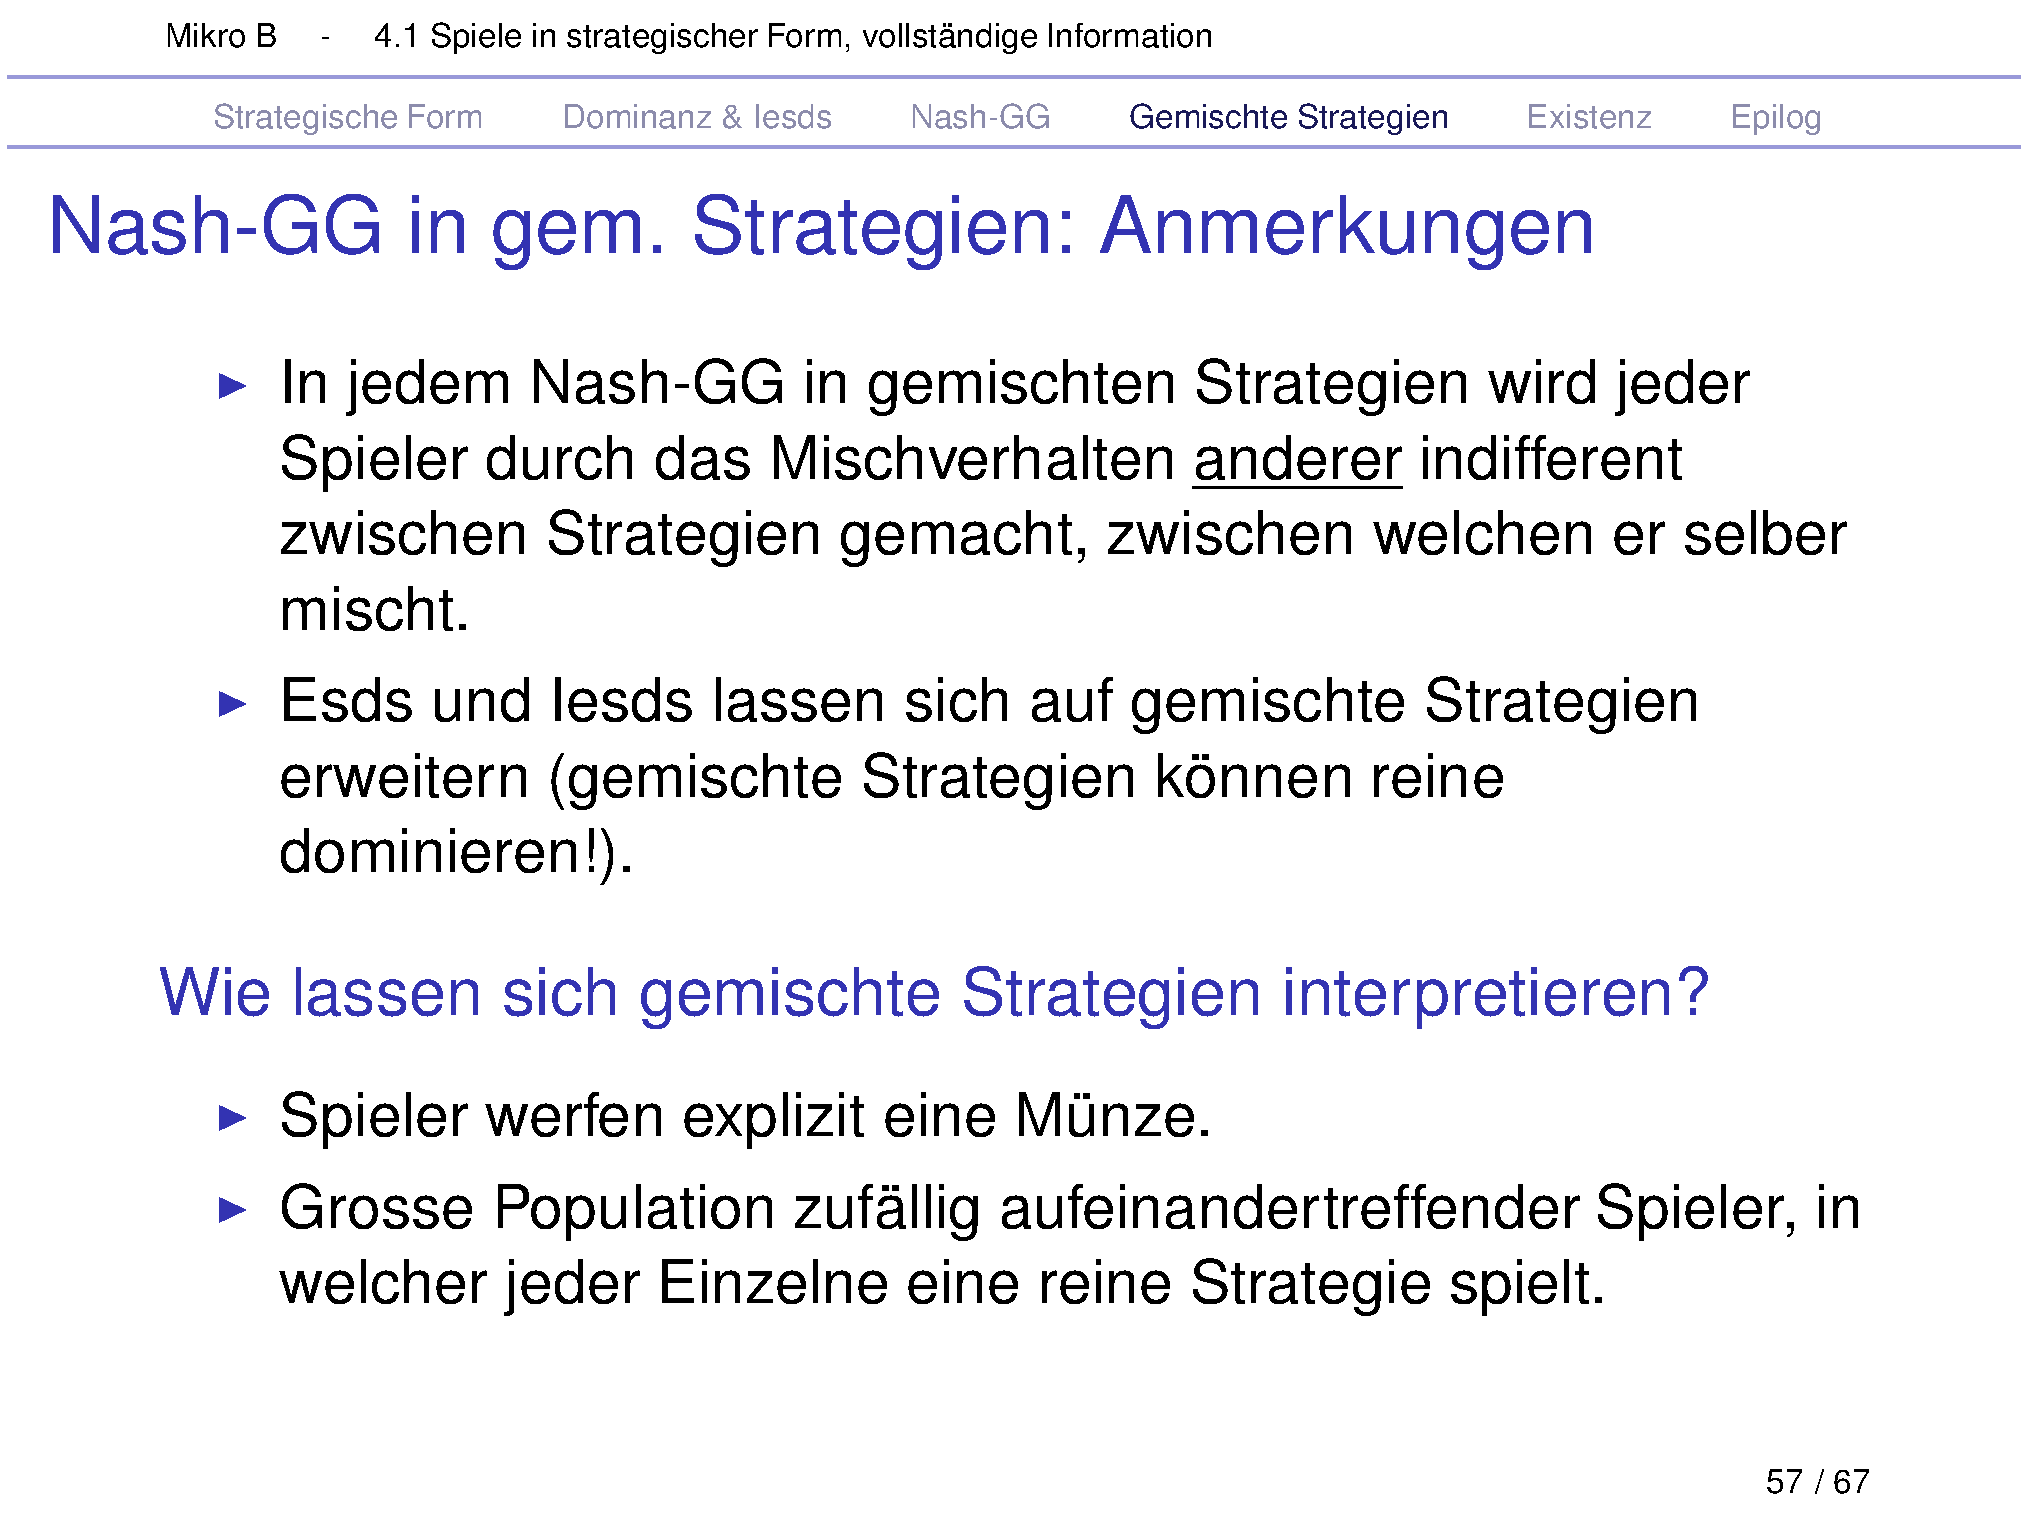 Mikro B - 4.1 Spiele in strategischer Form, vollständige Information
Strategische Form Dominanz & Iesds Nash-GG Gemischte Strategien Existenz Epilog
Nash-GG in gem. Strategien: Anmerkungen
In jedem Nash-GG in gemischten Strategien wird jeder
Spieler durch das Mischverhalten anderer indifferent
zwischen Strategien gemacht, zwischen welchen er selber
mischt.
Esds und Iesds lassen sich auf gemischte Strategien
erweitern (gemischte Strategien können reine
dominieren!).
Wie lassen sich gemischte Strategien interpretieren?
Spieler werfen explizit eine Münze.
Grosse Population zufällig aufeinandertreffender Spieler, in
welcher jeder Einzelne eine reine Strategie spielt.
57 / 67